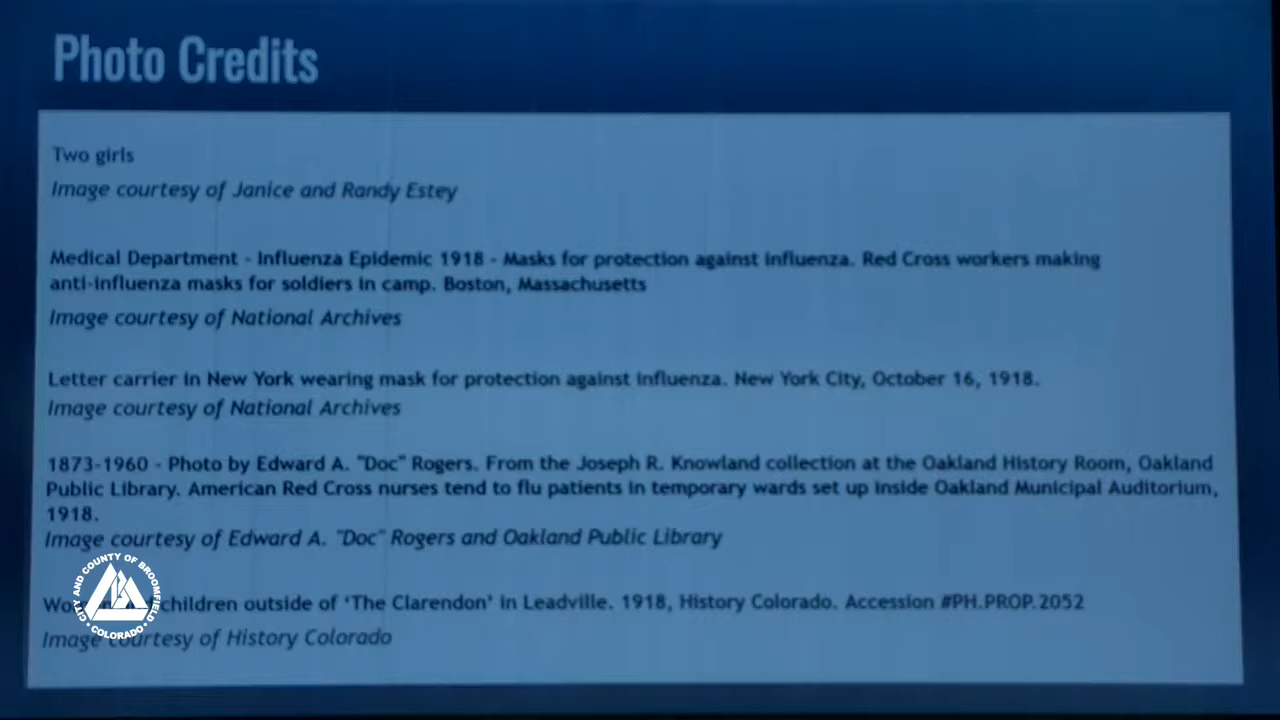 Photo Credits
Two girls
Image courtesy of Janice and Randy Estey
Medical Department - Influenza Epidemic 1918 - Masks for protection against influenza. Red Cross workers making
anti-influenza masks for soldiers in camp. Boston, Massachusetts
Image courtesy of National Archives
Letter carrier in New York wearing mask for protection against influenza. New York City, October 16, 1918.
Image courtesy of National Archives
1873-1960 - Photo by Edward A. "Doc" Rogers. From the Joseph R. Knowland collection at the Oakland History Room, Oakland
Public Library. American Red Cross nurses tend to flu patients in temporary wards set up inside Oakland Municipal Auditorium,
1918.
Image courtesy of Edward A. "Doc" Rogers and Oakland Public Library
children outside of ‘The Clarendon’ in Leadville. 1918, History Colorado. Accession #PH.PROP.2052
Image courtesy of History Colorado
CITY AND COUNTY OF BROOMFIELD
• COLORADO •